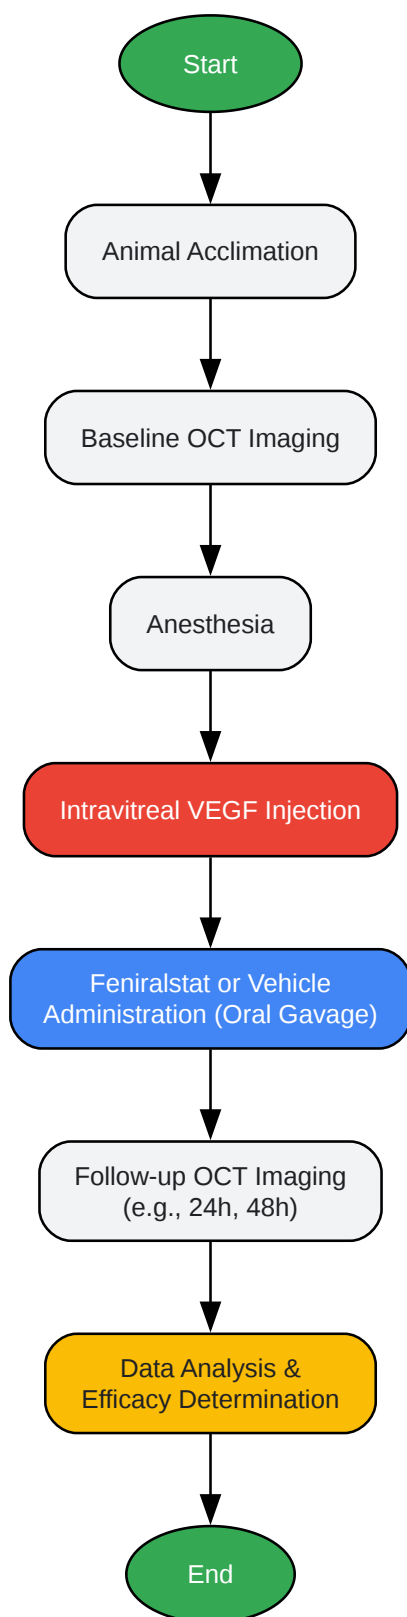 Start
Animal Acclimation
Baseline OCT Imaging
Anesthesia
Intravitreal VEGF Injection
Feniralstat or Vehicle
Administration (Oral Gavage)
Follow-up OCT Imaging
(e.g., 24h, 48h)
Data Analysis &
Efficacy Determination
End